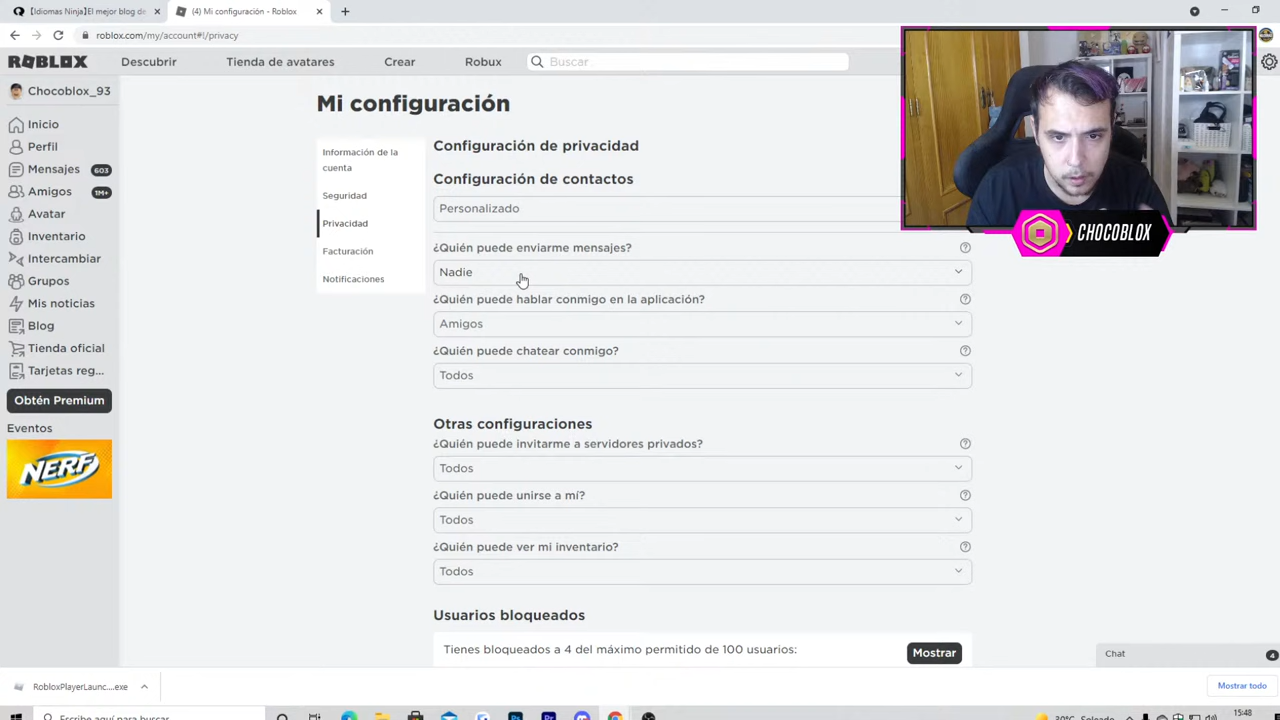 【Idiomas Ninja】El mejor blog de
(4) Mi configuración - Roblox
roblox.com/my/account#!/privacy
ROBLOX
Descubrir
Tienda de avatares
Crear
Robux
Buscar
Chocoblox_93
Inicio
Perfil
Mensajes 603
Amigos 1M+
Avatar
Inventario
Intercambiar
Grupos
Mis noticias
Blog
Tienda oficial
Tarjetas reg...
Obtén Premium
Eventos
NERF
Mi configuración
Información de la
cuenta
Seguridad
Privacidad
Facturación
Notificaciones
Configuración de privacidad
Configuración de contactos
Personalizado
¿Quién puede enviarme mensajes?
Nadie
¿Quién puede hablar conmigo en la aplicación?
Amigos
¿Quién puede chatear conmigo?
Todos
Otras configuraciones
¿Quién puede invitarme a servidores privados?
Todos
¿Quién puede unirse a mí?
Todos
¿Quién puede ver mi inventario?
Todos
Usuarios bloqueados
Tienes bloqueados a 4 del máximo permitido de 100 usuarios:
Mostrar
CHOCOBLOX
Chat 4
RobloxPlayerLaunc....exe
Mostrar todo
Escribe aquí para buscar
30°C Soleado
15:48